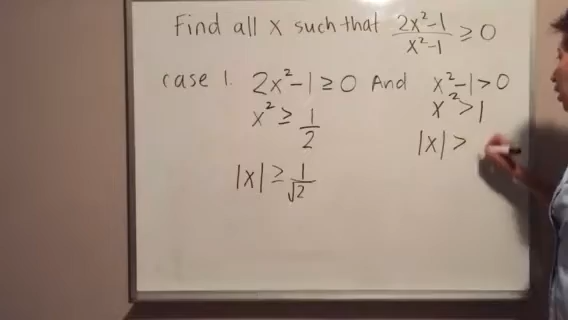 Find all x such that (2x²-1)/(x²-1) ≥ 0
case 1. 2x²-1 ≥ 0 And x²-1 > 0
x² ≥ 1/2 x² > 1
|x| ≥ 1/√2 |x| >